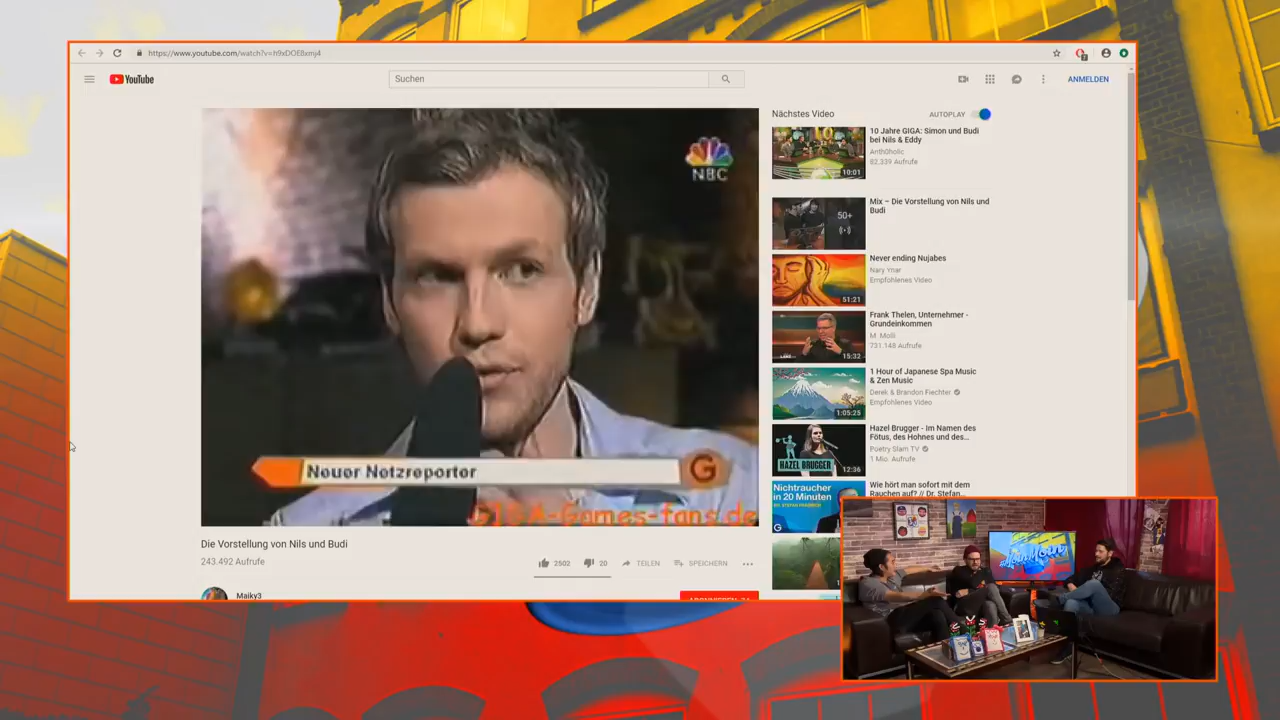 https://www.youtube.com/watch?v=h9xDOE8xmj4
YouTube
Suchen
ANMELDEN
NBC
Neuer Netzreporter
G
GIGA-Games-fans.de
Die Vorstellung von Nils und Budi
243.492 Aufrufe
2502
20
TEILEN
SPEICHERN
Maiky3
Nächstes Video
AUTOPLAY
10 Jahre GIGA: Simon und Budi
bei Nils & Eddy
Anth0holic
92.339 Aufrufe
10:01
Mix – Die Vorstellung von Nils und
Budi
50+
Never ending Nujabes
Nary Ynar
Empfohlenes Video
51:21
Frank Thelen, Unternehmer -
Grundeinkommen
M. Molli
731.148 Aufrufe
15:32
1 Hour of Japanese Spa Music
& Zen Music
Derek & Brandon Fiechter
Empfohlenes Video
1:05:25
Hazel Brugger - Im Namen des
Fötus, des Hohnes und des...
Poetry Slam TV
1 Mio. Aufrufe
HAZEL BRUGGER
12:36
Wie hört man sofort mit dem
Rauchen auf? // Dr. Stefan...
Nichtraucher
in 20 Minuten
#MoinMoin